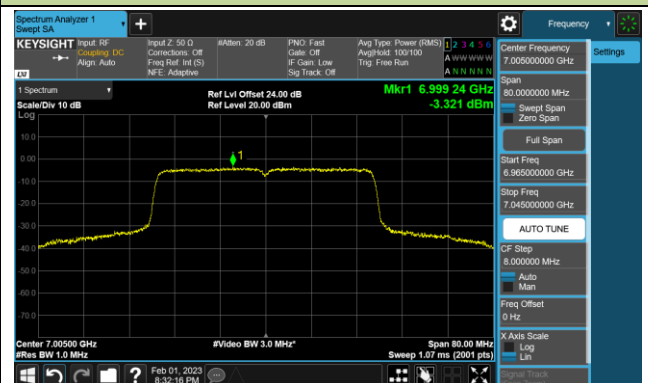 Spectrum Analyzer 1
Swept SA
Frequency
KEYSIGHT
Input: RF
Coupling: DC
Align: Auto
Input Z: 50 Ω
Corrections: Off
Freq Ref: Int (S)
NFE: Adaptive
#Atten: 20 dB
PNO: Fast
Gate: Off
IF Gain: Low
Sig Track: Off
Avg Type: Power (RMS)
Avg|Hold: 100/100
Trig: Free Run
1 2 3 4 5 6
A W W W W W
A N N N N N
LXI
1 Spectrum
Scale/Div 10 dB
Log
Ref Lvl Offset 24.00 dB
Ref Level 20.00 dBm
Mkr1 6.999 24 GHz
-3.321 dBm
1
10.0
0.00
-10.0
-20.0
-30.0
-40.0
-50.0
-60.0
-70.0
Center 7.00500 GHz
#Res BW 1.0 MHz
#Video BW 3.0 MHz*
Span 80.00 MHz
Sweep 1.07 ms (2001 pts)
Feb 01, 2023
8:32:16 PM
Center Frequency
7.005000000 GHz
Span
80.0000000 MHz
Swept Span
Zero Span
Full Span
Start Freq
6.965000000 GHz
Stop Freq
7.045000000 GHz
AUTO TUNE
CF Step
8.000000 MHz
Auto
Man
Freq Offset
0 Hz
X Axis Scale
Log
Lin
Signal Track
Settings